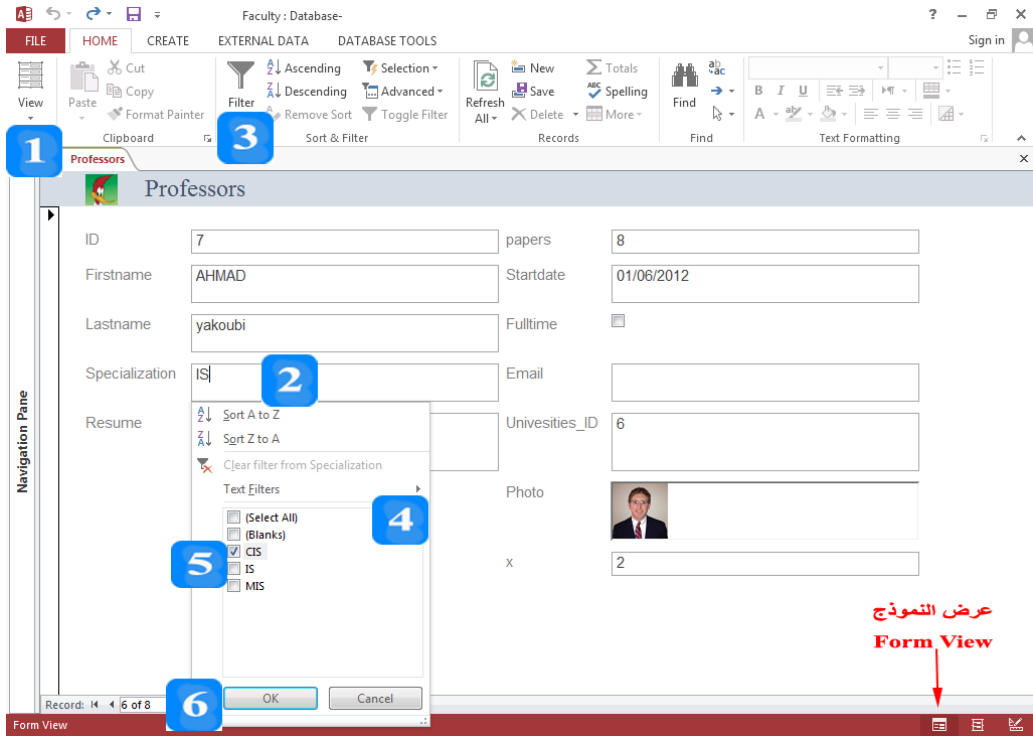 Faculty : Database-
?
FILE HOME CREATE EXTERNAL DATA DATABASE TOOLS Sign in
View
Paste
Cut
Copy
Format Painter
Clipboard
Filter
Ascending
Descending
Remove Sort
Selection
Advanced
Toggle Filter
Sort & Filter
Refresh
All
New
Save
Delete
Totals
Spelling
More
Records
Find
ab
ac
Find
B I U
A
Text Formatting
1
3
Professors
Professors
Navigation Pane
ID 7 papers 8
Firstname AHMAD Startdate 01/06/2012
Lastname yakoubi Fulltime
Specialization IS Email
2
Resume Univesities_ID 6
Photo
x 2
Sort A to Z
Sort Z to A
Clear filter from Specialization
Text Filters
4
(Select All)
(Blanks)
5
CIS
IS
MIS
6
OK Cancel
عرض النموذج
Form View
Record: 6 of 8
Form View